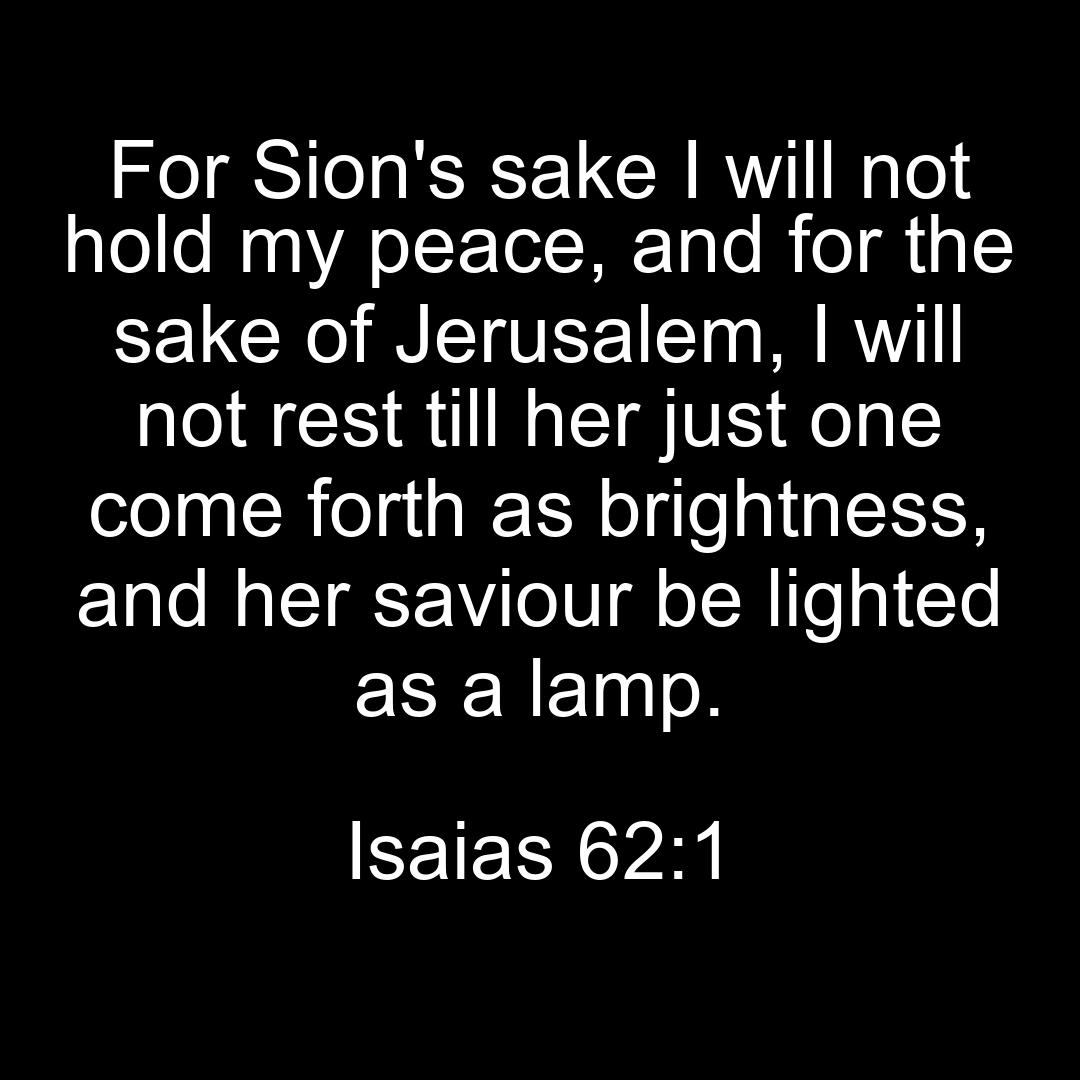 For Sion's sake I will not
hold my peace, and for the
sake of Jerusalem, I will
not rest till her just one
come forth as brightness,
and her saviour be lighted
as a lamp.
Isaias 62:1